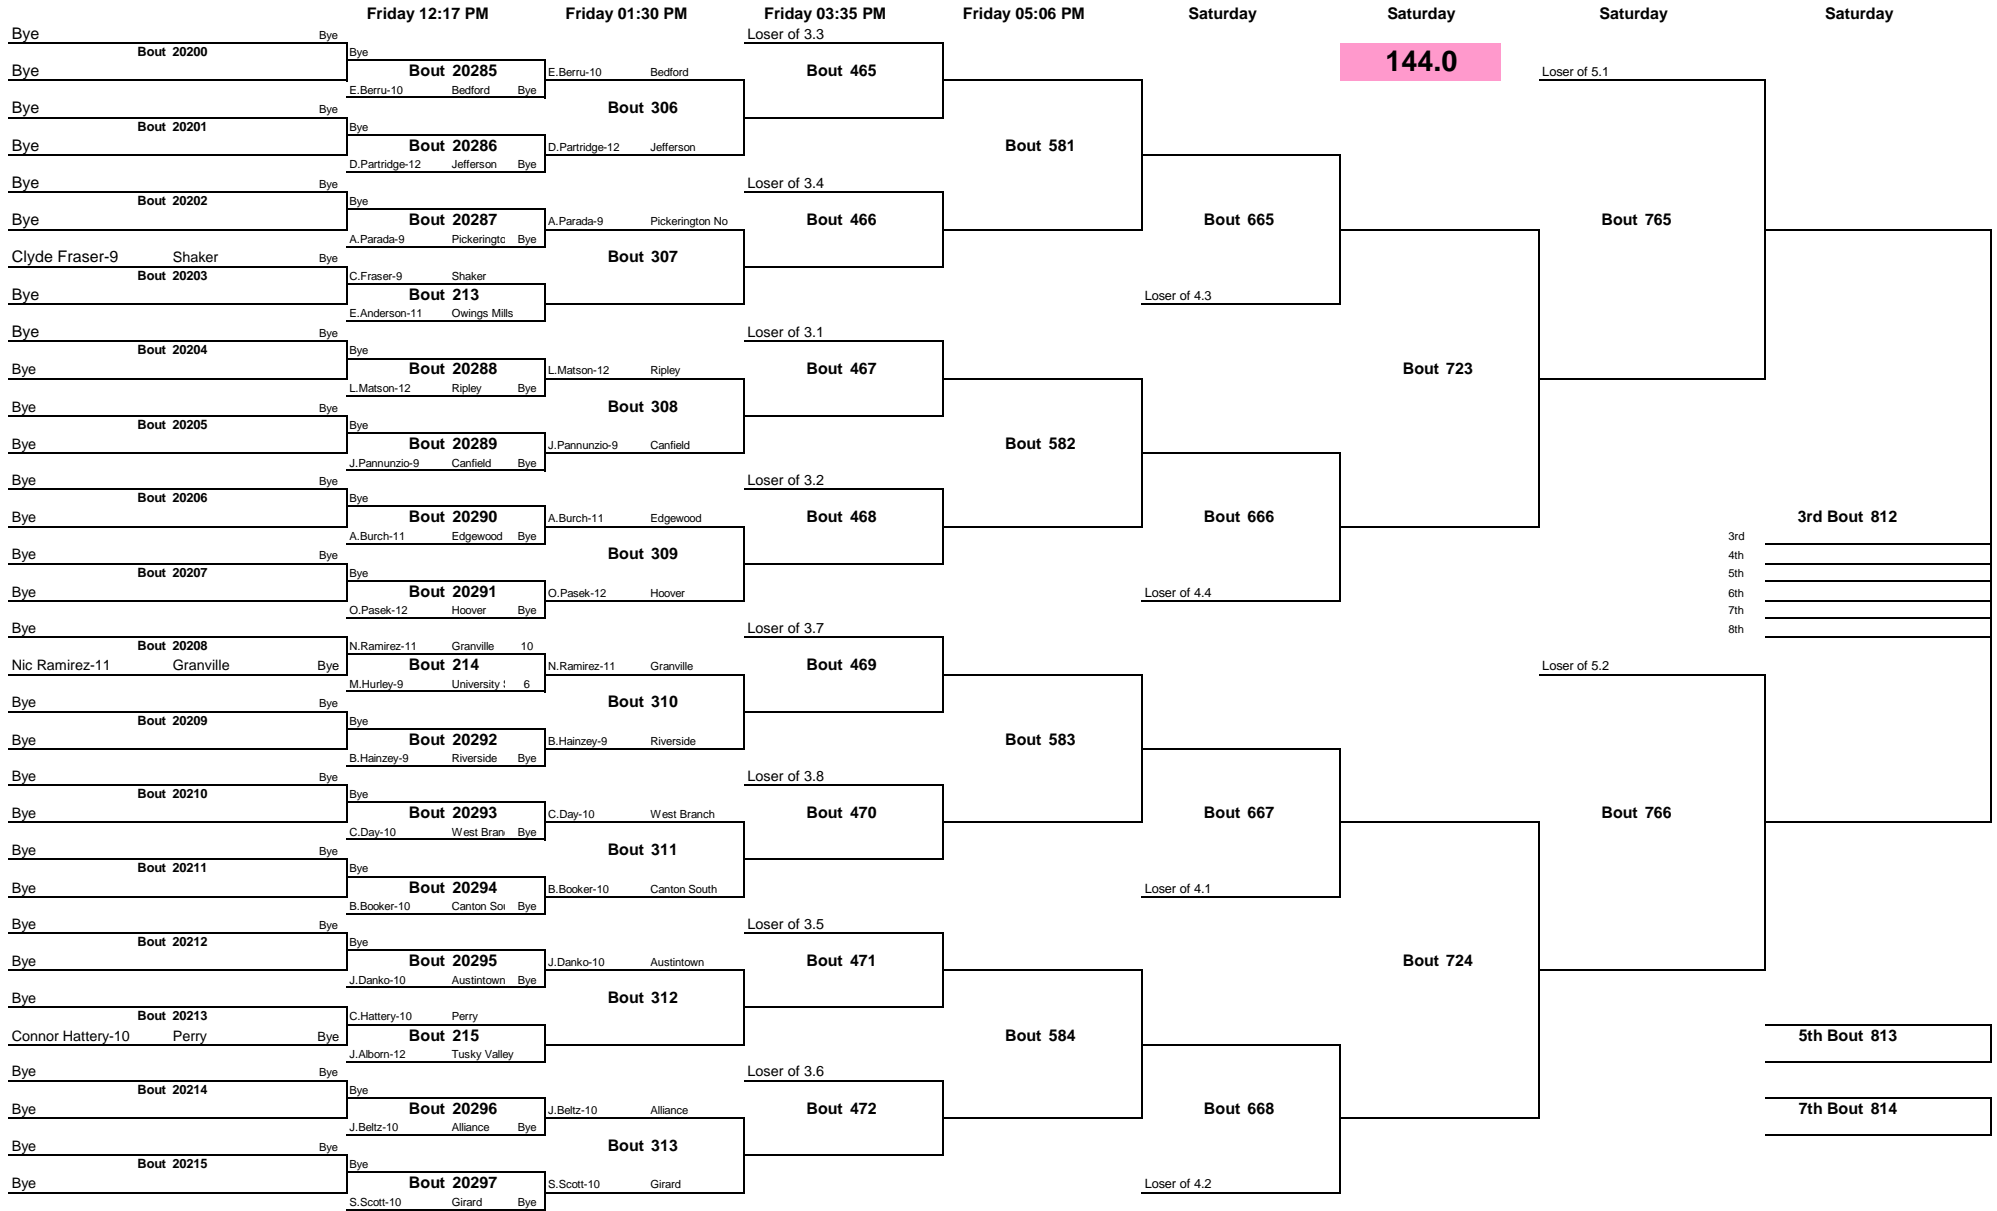 Friday 12:17 PM Friday 01:30 PM Friday 03:35 PM Friday 05:06 PM Saturday Saturday Saturday Saturday
144.0
Bye Bye
Bout 20200
Bye
Bye Bye
Bout 20201
Bye
Bye Bye
Bout 20202
Bye
Clyde Fraser-9 Shaker Bye
Bout 20203
Bye
Bye Bye
Bout 20204
Bye
Bye Bye
Bout 20205
Bye
Bye Bye
Bout 20206
Bye
Bye Bye
Bout 20207
Bye
Bye
Bout 20208
Nic Ramirez-11 Granville Bye
Bye Bye
Bout 20209
Bye
Bye Bye
Bout 20210
Bye
Bye Bye
Bout 20211
Bye
Bye Bye
Bout 20212
Bye
Bye
Bout 20213
Connor Hattery-10 Perry Bye
Bye Bye
Bout 20214
Bye
Bye Bye
Bout 20215
Bye
Bye
Bout 20285
E.Berru-10 Bedford Bye
Bye
Bout 20286
D.Partridge-12 Jefferson Bye
Bye
Bout 20287
A.Parada-9 Pickeringto Bye
C.Fraser-9 Shaker
Bout 213
E.Anderson-11 Owings Mills
Bye
Bout 20288
L.Matson-12 Ripley Bye
Bye
Bout 20289
J.Pannunzio-9 Canfield Bye
Bye
Bout 20290
A.Burch-11 Edgewood Bye
Bye
Bout 20291
O.Pasek-12 Hoover Bye
N.Ramirez-11 Granville 10
Bout 214
M.Hurley-9 University 6
Bye
Bout 20292
B.Hainzey-9 Riverside Bye
Bye
Bout 20293
C.Day-10 West Bran Bye
Bye
Bout 20294
B.Booker-10 Canton Sou Bye
Bye
Bout 20295
J.Danko-10 Austintown Bye
C.Hattery-10 Perry
Bout 215
J.Alborn-12 Tusky Valley
Bye
Bout 20296
J.Beltz-10 Alliance Bye
Bye
Bout 20297
S.Scott-10 Girard Bye
E.Berru-10 Bedford
Bout 306
D.Partridge-12 Jefferson
A.Parada-9 Pickerington No
Bout 307
L.Matson-12 Ripley
Bout 308
J.Pannunzio-9 Canfield
A.Burch-11 Edgewood
Bout 309
O.Pasek-12 Hoover
N.Ramirez-11 Granville
Bout 310
B.Hainzey-9 Riverside
C.Day-10 West Branch
Bout 311
B.Booker-10 Canton South
J.Danko-10 Austintown
Bout 312
J.Beltz-10 Alliance
Bout 313
S.Scott-10 Girard
Loser of 3.3
Bout 465
Loser of 3.4
Bout 466
Loser of 3.1
Bout 467
Loser of 3.2
Bout 468
Loser of 3.7
Bout 469
Loser of 3.8
Bout 470
Loser of 3.5
Bout 471
Loser of 3.6
Bout 472
Bout 581
Bout 582
Bout 583
Bout 584
Bout 665
Loser of 4.3
Bout 666
Loser of 4.4
Bout 667
Loser of 4.1
Bout 668
Loser of 4.2
Bout 723
Bout 724
Loser of 5.1
Bout 765
Loser of 5.2
Bout 766
3rd Bout 812
3rd
4th
5th
6th
7th
8th
5th Bout 813
7th Bout 814